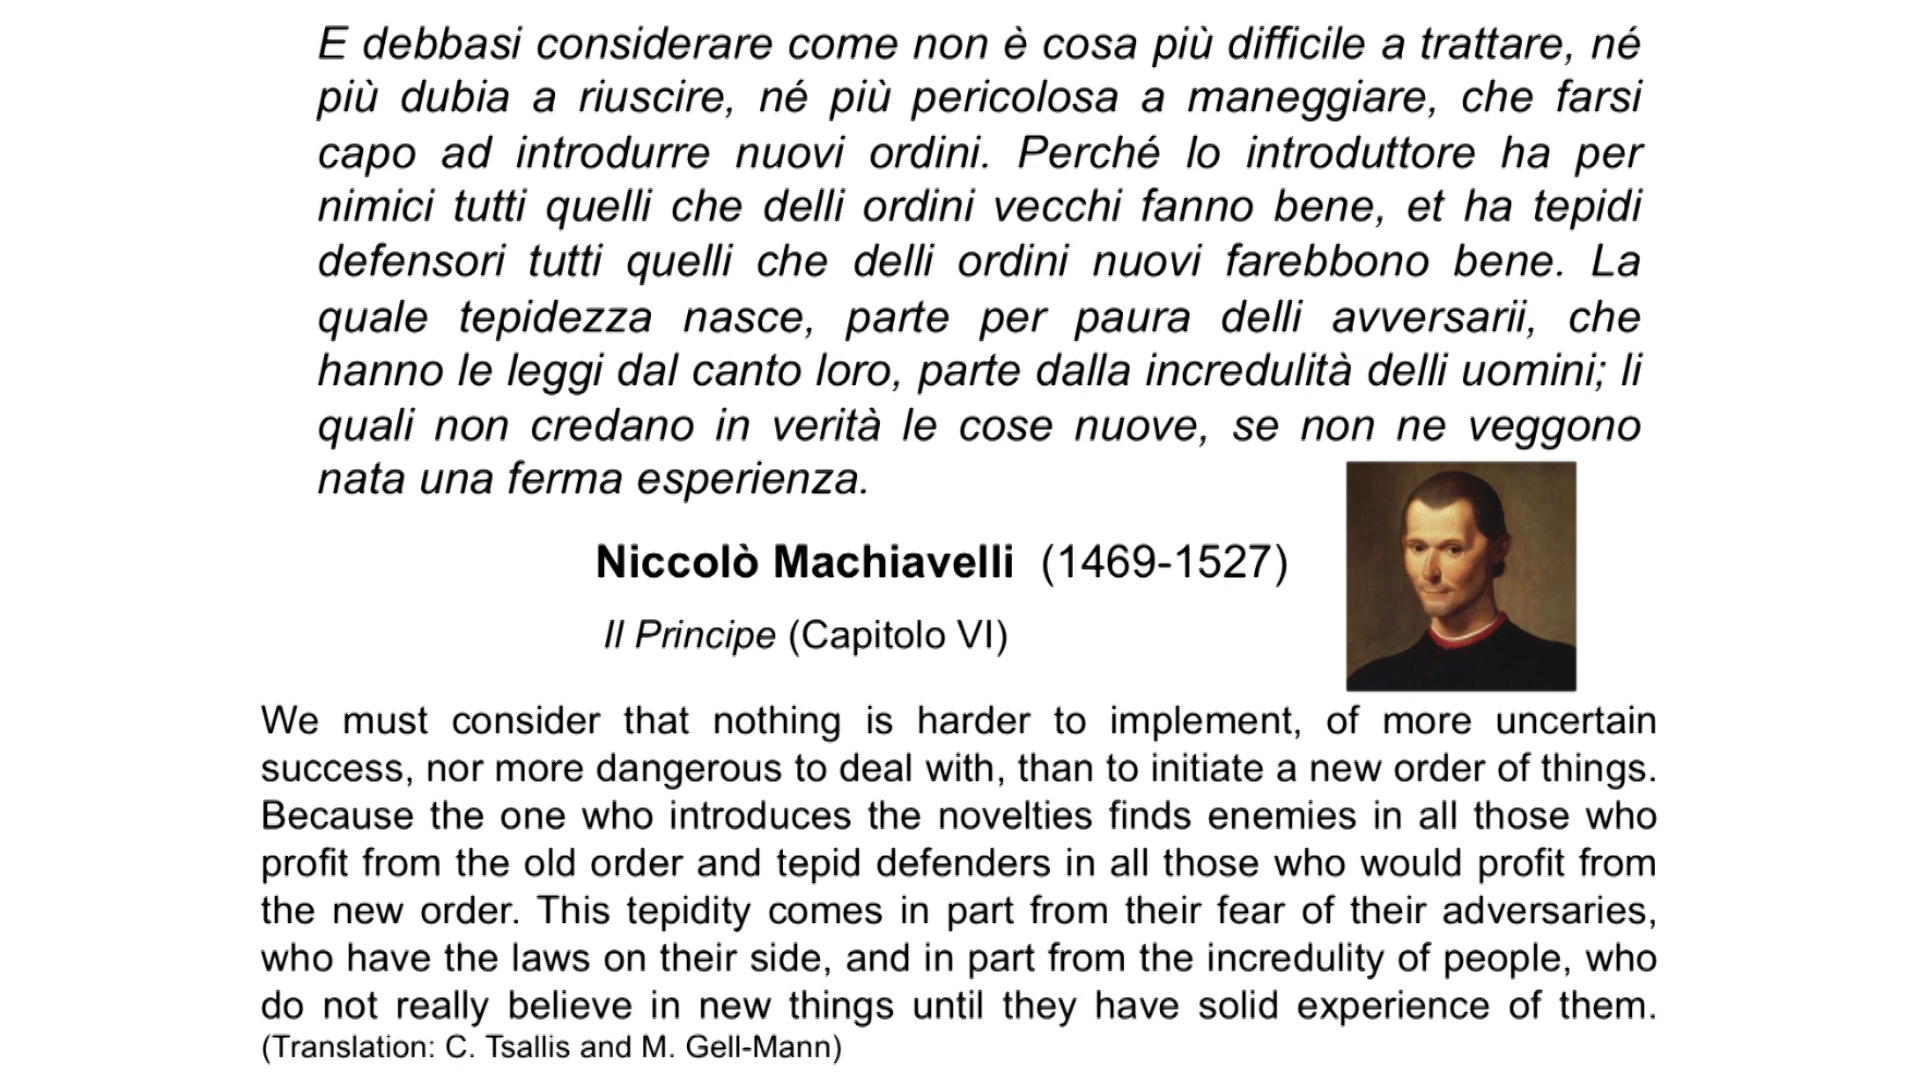 E debbasi considerare come non è cosa più difficile a trattare, né
più dubia a riuscire, né più pericolosa a maneggiare, che farsi
capo ad introdurre nuovi ordini. Perché lo introduttore ha per
nimici tutti quelli che delli ordini vecchi fanno bene, et ha tepidi
defensori tutti quelli che delli ordini nuovi farebbono bene. La
quale tepidezza nasce, parte per paura delli avversarii, che
hanno le leggi dal canto loro, parte dalla incredulità delli uomini; li
quali non credano in verità le cose nuove, se non ne veggono
nata una ferma esperienza.
Niccolò Machiavelli (1469-1527)
Il Principe (Capitolo VI)
We must consider that nothing is harder to implement, of more uncertain
success, nor more dangerous to deal with, than to initiate a new order of things.
Because the one who introduces the novelties finds enemies in all those who
profit from the old order and tepid defenders in all those who would profit from
the new order. This tepidity comes in part from their fear of their adversaries,
who have the laws on their side, and in part from the incredulity of people, who
do not really believe in new things until they have solid experience of them.
(Translation: C. Tsallis and M. Gell-Mann)